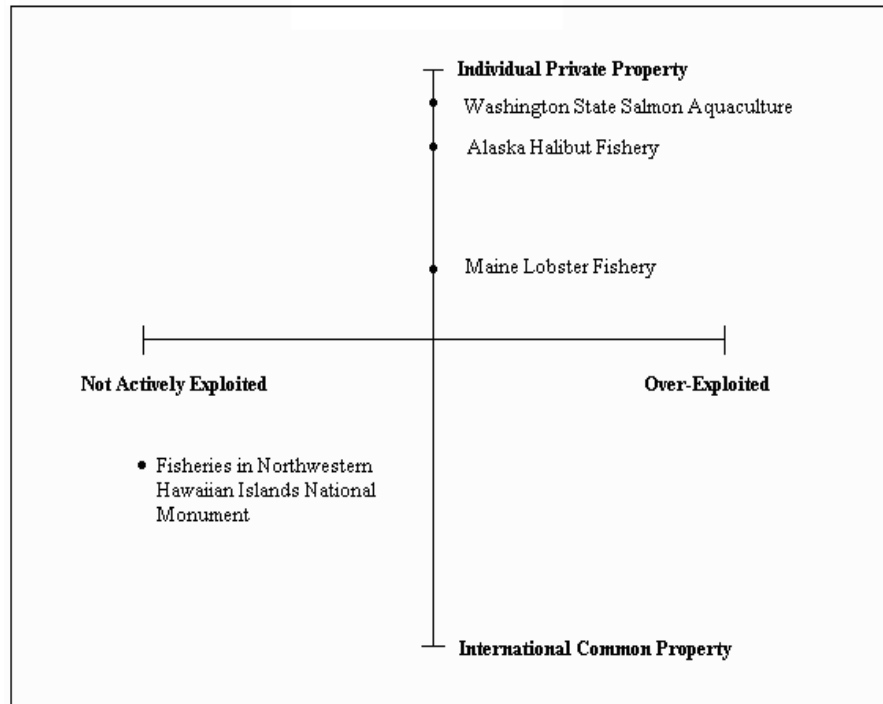 Individual Private Property
Washington State Salmon Aquaculture
Alaska Halibut Fishery
Maine Lobster Fishery
Not Actively Exploited
Over-Exploited
Fisheries in Northwestern
Hawaiian Islands National
Monument
International Common Property